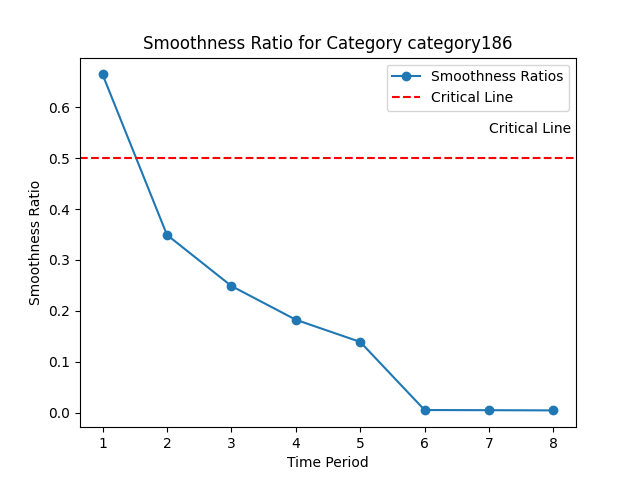 Smoothness Ratio for Category category186
Smoothness Ratios
Critical Line
Critical Line
0.6
0.5
0.4
0.3
0.2
0.1
0.0
Smoothness Ratio
1 2 3 4 5 6 7 8
Time Period